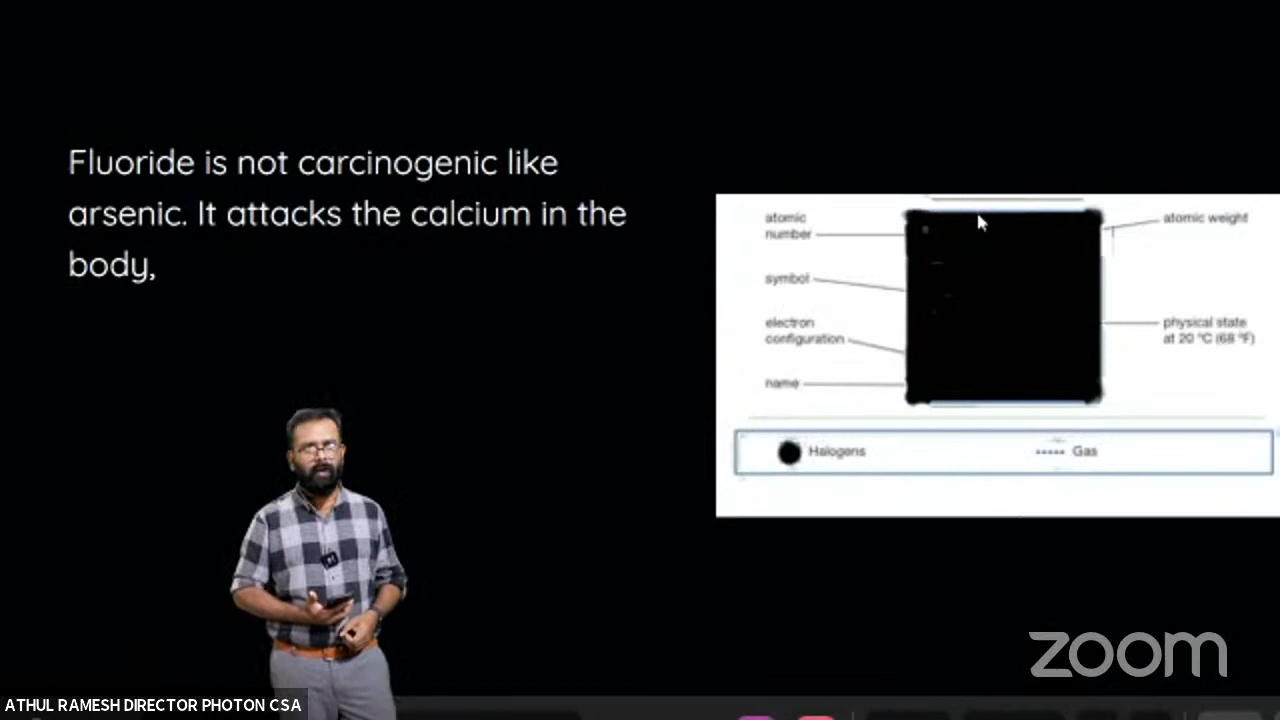 Fluoride is not carcinogenic like
arsenic. It attacks the calcium in the
body,
atomic
number
symbol
electron
configuration
name
atomic weight
physical state
at 20 °C (68 °F)
Halogens
Gas
zoom
ATHUL RAMESH DIRECTOR PHOTON CSA